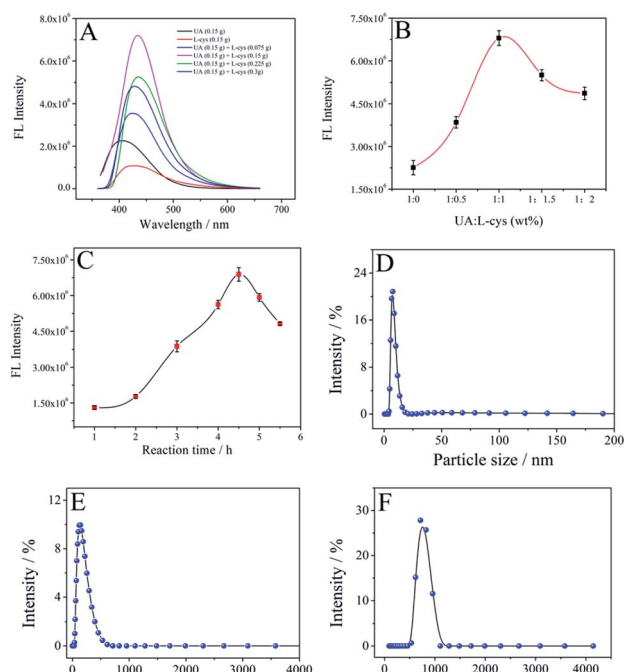 A
UA (0.15 g)
L-cys (0.15 g)
UA (0.15 g) + L-cys (0.075 g)
UA (0.15 g) + L-cys (0.15 g)
UA (0.15 g) + L-cys (0.225 g)
UA (0.15 g) + L-cys (0.3g)
FL Intensity
8.0x10⁶
6.0x10⁶
4.0x10⁶
2.0x10⁶
0.0
400 500 600 700
Wavelength / nm
B
FL Intensity
7.50x10⁶
6.00x10⁶
4.50x10⁶
3.00x10⁶
1.50x10⁶
1:0 1:0.5 1:1 1: 1.5 1: 2
UA:L-cys (wt%)
C
FL Intensity
7.50x10⁶
6.00x10⁶
4.50x10⁶
3.00x10⁶
1.50x10⁶
1 2 3 4 5 6
Reaction time / h
D
Intensity / %
24
16
8
0
0 50 100 150 200
Particle size / nm
E
Intensity / %
12
10
8
6
4
2
0
0 1000 2000 3000 4000
F
Intensity / %
30
20
10
0
0 1000 2000 3000 4000